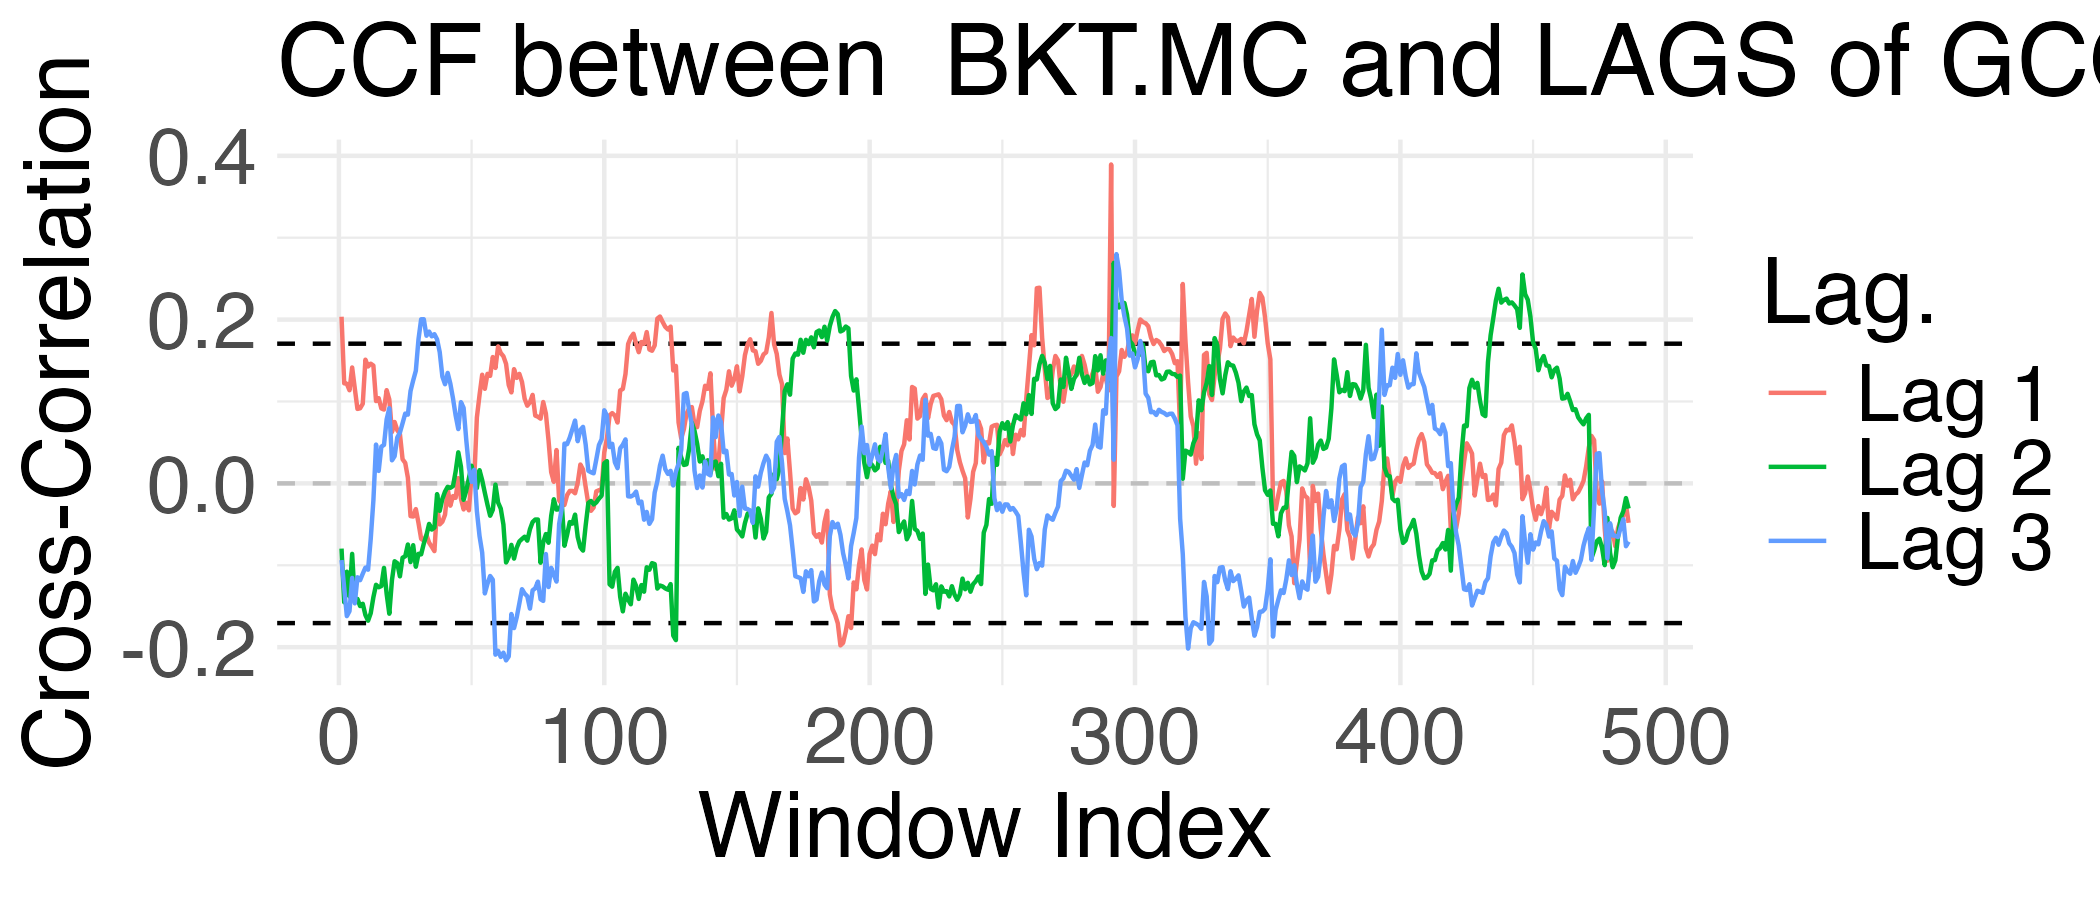 CCF between BKT.MC and LAGS of GC
Cross-Correlation
0.4
0.2
0.0
-0.2
0 100 200 300 400 500
Window Index
Lag.
Lag 1
Lag 2
Lag 3